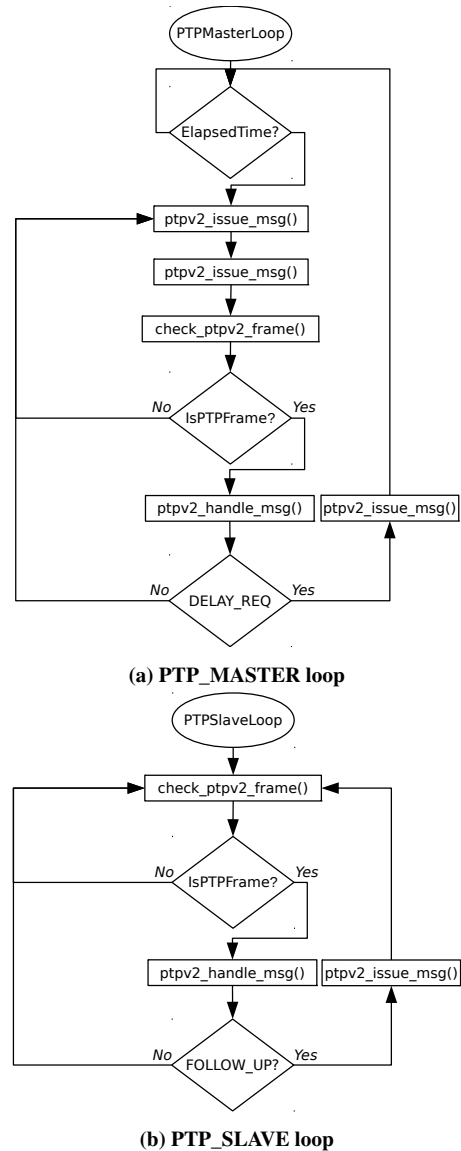 PTPMasterLoop
ElapsedTime?
ptpv2_issue_msg()
ptpv2_issue_msg()
check_ptpv2_frame()
No
Yes
IsPTPFrame?
ptpv2_handle_msg()
ptpv2_issue_msg()
No
Yes
DELAY_REQ
(a) PTP_MASTER loop
PTPSlaveLoop
check_ptpv2_frame()
No
Yes
IsPTPFrame?
ptpv2_handle_msg()
ptpv2_issue_msg()
No
Yes
FOLLOW_UP?
(b) PTP_SLAVE loop